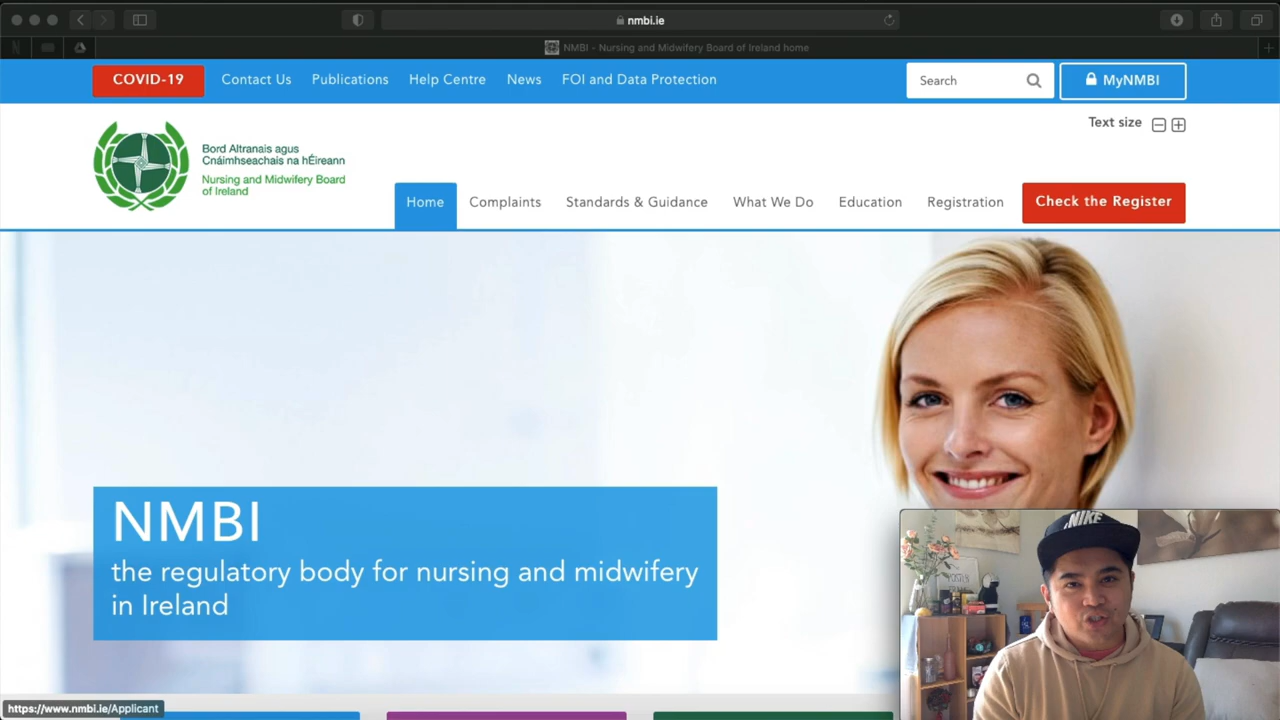 nmbi.ie
NMBI - Nursing and Midwifery Board of Ireland home
COVID-19 Contact Us Publications Help Centre News FOI and Data Protection Search MyNMBI
Text size
Bord Altranais agus
Cnáimhseachais na hÉireann
Nursing and Midwifery Board
of Ireland
Home Complaints Standards & Guidance What We Do Education Registration Check the Register
NMBI
the regulatory body for nursing and midwifery
in Ireland
NIKE
https://www.nmbi.ie/Applicant